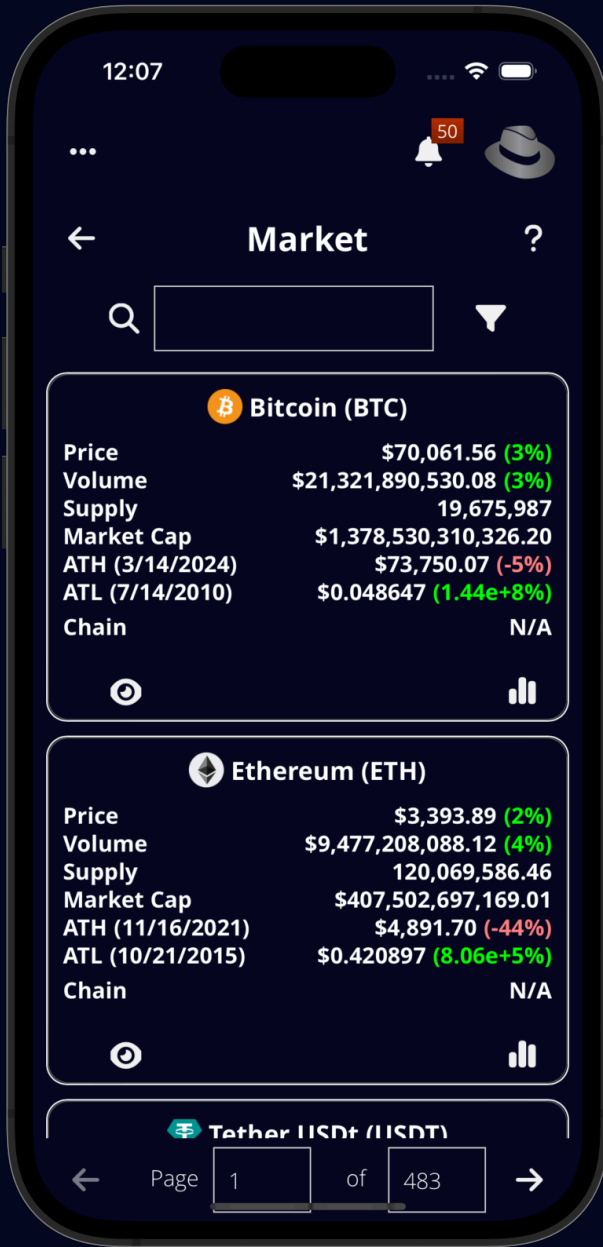 12:07
50
Market
?
Bitcoin (BTC)
Price $70,061.56 (3%)
Volume $21,321,890,530.08 (3%)
Supply 19,675,987
Market Cap $1,378,530,310,326.20
ATH (3/14/2024) $73,750.07 (-5%)
ATL (7/14/2010) $0.048647 (1.44e+8%)
Chain N/A
Ethereum (ETH)
Price $3,393.89 (2%)
Volume $9,477,208,088.12 (4%)
Supply 120,069,586.46
Market Cap $407,502,697,169.01
ATH (11/16/2021) $4,891.70 (-44%)
ATL (10/21/2015) $0.420897 (8.06e+5%)
Chain N/A
Tether USDt (USDT)
Page 1 of 483